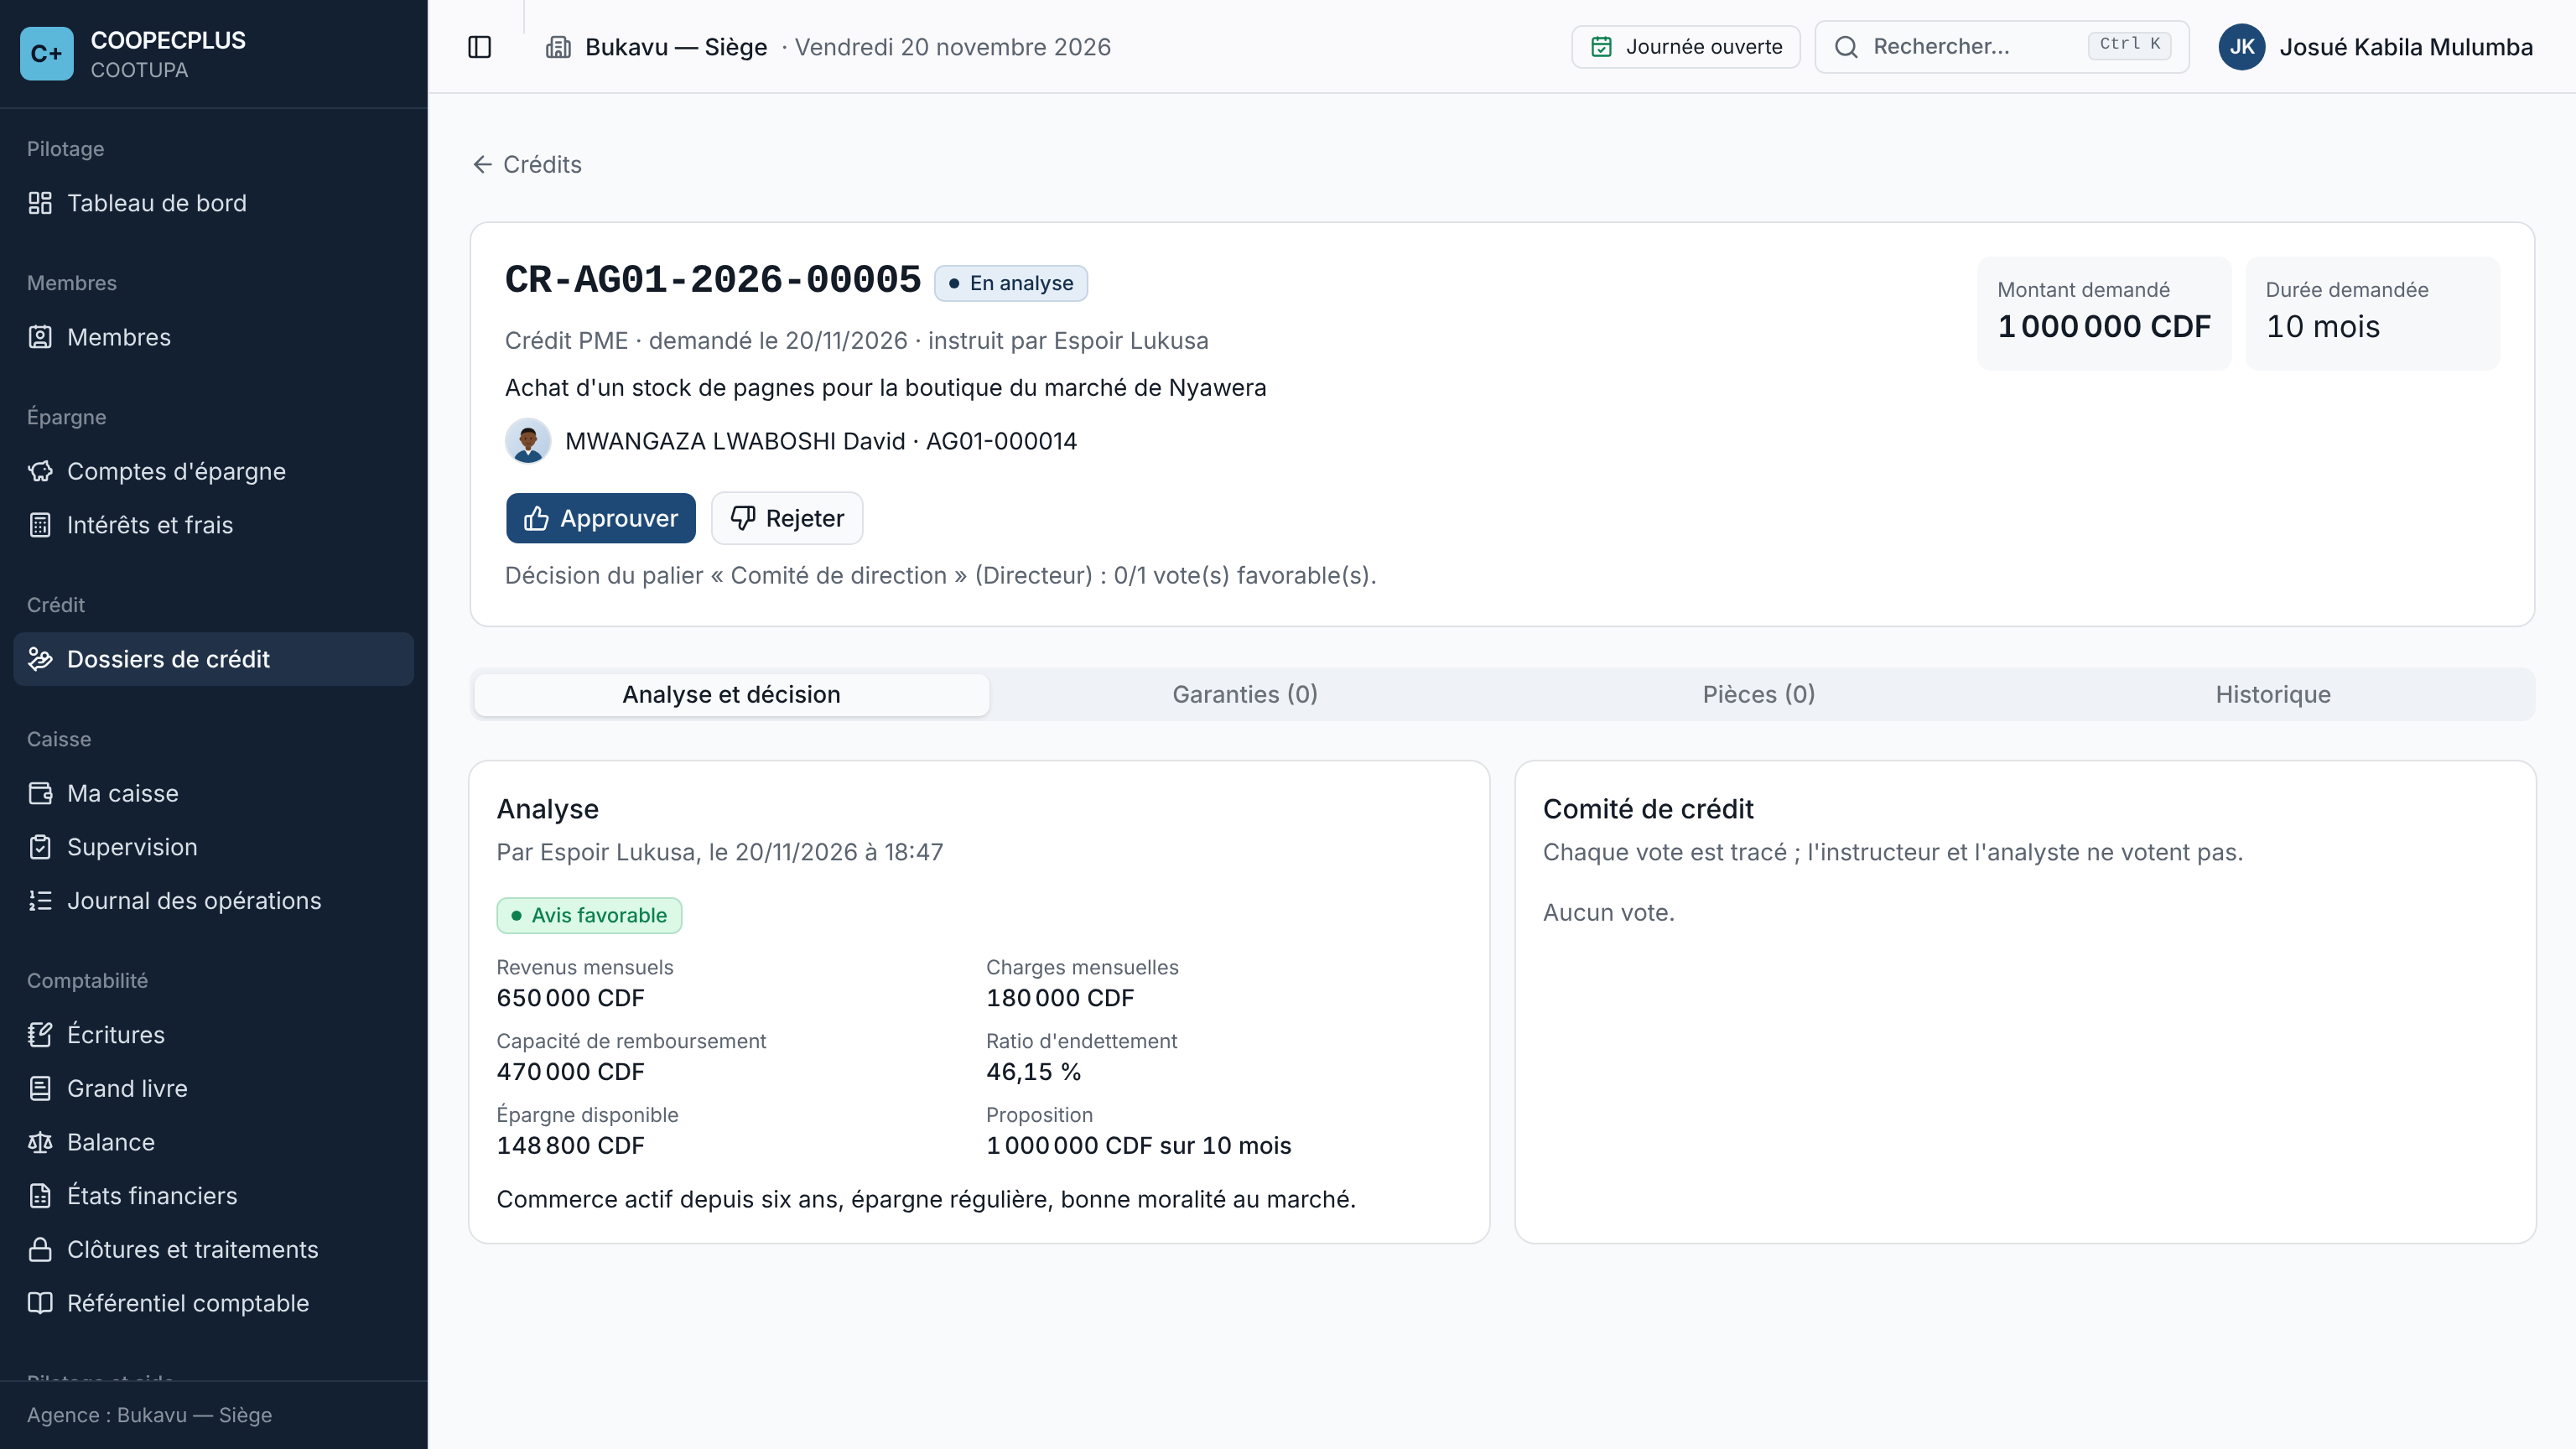 C+
COOPECPLUS
COOTUPA
Pilotage
Tableau de bord
Membres
Membres
Épargne
Comptes d'épargne
Intérêts et frais
Crédit
Dossiers de crédit
Caisse
Ma caisse
Supervision
Journal des opérations
Comptabilité
Écritures
Grand livre
Balance
États financiers
Clôtures et traitements
Référentiel comptable
Agence : Bukavu — Siège
Bukavu — Siège · Vendredi 20 novembre 2026
Journée ouverte
Rechercher...
Ctrl K
JK
Josué Kabila Mulumba
Crédits
CR-AG01-2026-00005
En analyse
Crédit PME · demandé le 20/11/2026 · instruit par Espoir Lukusa
Achat d'un stock de pagnes pour la boutique du marché de Nyawera
MWANGAZA LWABOSHI David · AG01-000014
Approuver
Rejeter
Décision du palier « Comité de direction » (Directeur) : 0/1 vote(s) favorable(s).
Montant demandé
1 000 000 CDF
Durée demandée
10 mois
Analyse et décision
Garanties (0)
Pièces (0)
Historique
Analyse
Par Espoir Lukusa, le 20/11/2026 à 18:47
Avis favorable
Revenus mensuels
650 000 CDF
Charges mensuelles
180 000 CDF
Capacité de remboursement
470 000 CDF
Ratio d'endettement
46,15 %
Épargne disponible
148 800 CDF
Proposition
1 000 000 CDF sur 10 mois
Commerce actif depuis six ans, épargne régulière, bonne moralité au marché.
Comité de crédit
Chaque vote est tracé ; l'instructeur et l'analyste ne votent pas.
Aucun vote.